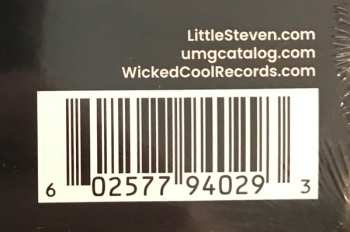 LittleSteven.com
umgcatalog.com
WickedCoolRecords.com
6 02577 94029 3